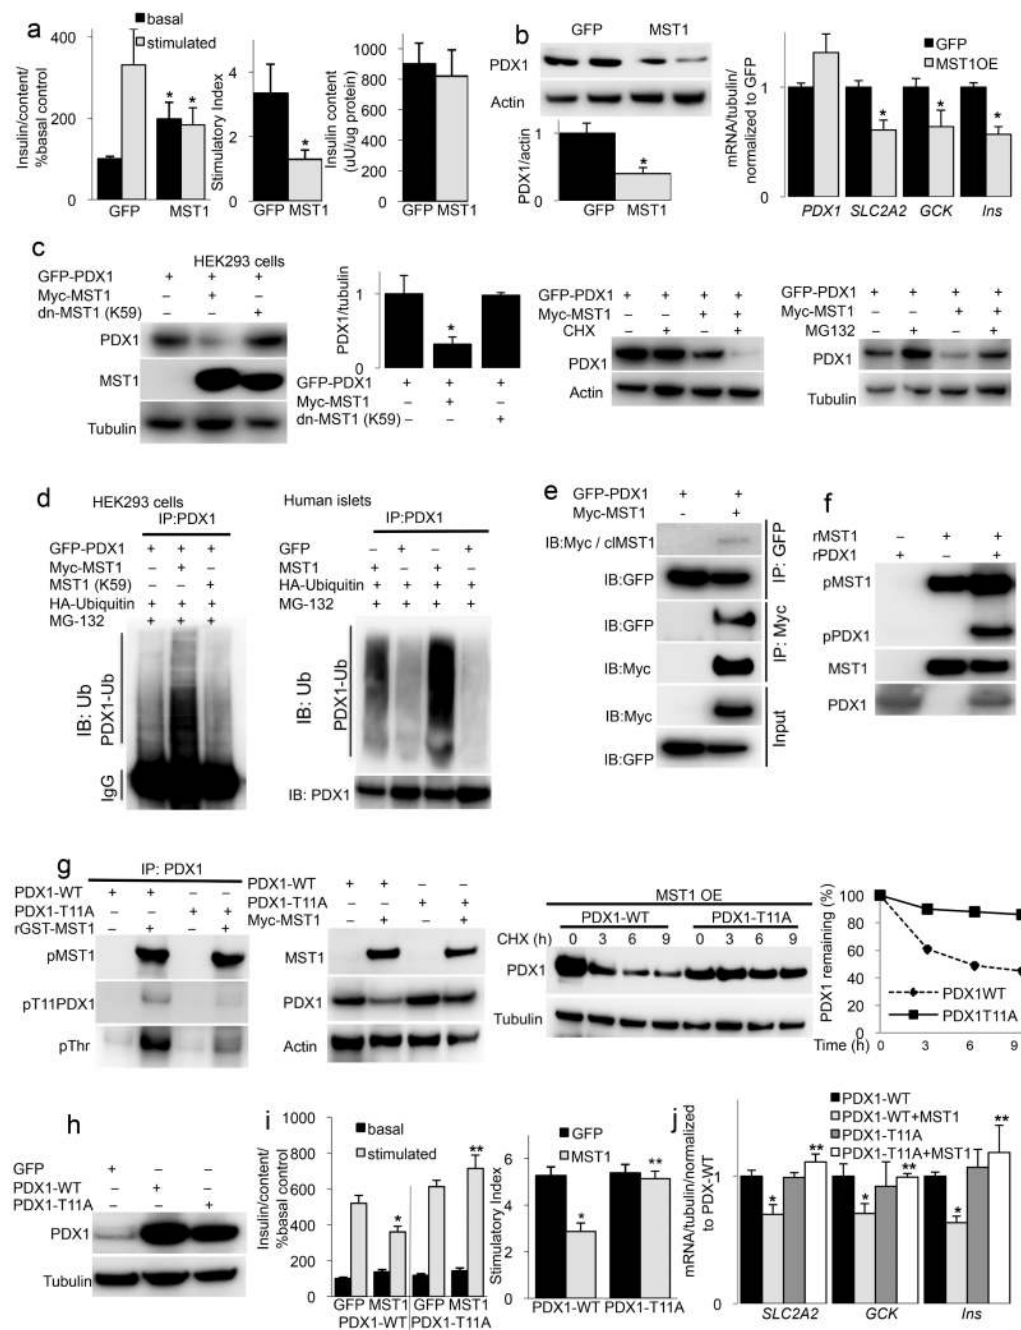 a
basal
stimulated
Insulin/content/
%basal control
400
200
0
GFP
MST1
*
*
Stimulatory Index
4
2
0
GFP MST1
*
Insulin content
(uU/ug protein)
1000
800
600
400
200
0
GFP MST1
b
GFP
MST1
PDX1
Actin
PDX1/actin
1
0
*
GFP
MST1
GFP
MST1OE
mRNA/tubulin/
normalized to GFP
1
*
*
*
PDX1 SLC2A2 GCK Ins
c
HEK293 cells
GFP-PDX1 + + +
Myc-MST1 – + –
dn-MST1 (K59) – – +
PDX1
MST1
Tubulin
PDX1/tubulin
1
0
*
GFP-PDX1 + + +
Myc-MST1 – + –
dn-MST1 (K59) – – +
GFP-PDX1 + + + +
Myc-MST1 – – + +
CHX – + – +
PDX1
Actin
GFP-PDX1 + + + +
Myc-MST1 – – + +
MG132 – + – +
PDX1
Tubulin
d
HEK293 cells
IP:PDX1
GFP-PDX1 + + +
Myc-MST1 – + –
MST1 (K59) – – +
HA-Ubiquitin + + +
MG-132 + + +
IB: Ub
PDX1-Ub
IgG
Human islets
IP:PDX1
GFP – + – +
MST1 + – + –
HA-Ubiquitin + + + +
MG-132 + + + +
IB: Ub
PDX1-Ub
IB: PDX1
e
GFP-PDX1 + +
Myc-MST1 - +
IB:Myc / clMST1
IB:GFP
IP: GFP
IB:GFP
IB:Myc
IP: Myc
IB:Myc
IB:GFP
Input
f
rMST1 – + +
rPDX1 + – +
pMST1
pPDX1
MST1
PDX1
g
IP: PDX1
PDX1-WT + + – –
PDX1-T11A – – + +
rGST-MST1 – + – +
pMST1
pT11PDX1
pThr
PDX1-WT + + – –
PDX1-T11A – – + +
Myc-MST1 – + – +
MST1
PDX1
Actin
MST1 OE
PDX1-WT PDX1-T11A
CHX (h) 0 3 6 9 0 3 6 9
PDX1
Tubulin
PDX1 remaining (%)
100
80
60
40
20
0
PDX1WT
PDX1T11A
Time (h) 0 3 6 9
h
GFP + – –
PDX1-WT – + –
PDX1-T11A – – +
PDX1
Tubulin
i
basal
stimulated
Insulin/content/
%basal control
1000
800
600
400
200
0
*
**
GFP MST1 GFP MST1
PDX1-WT PDX1-T11A
GFP
MST1
Stimulatory Index
6
4
2
0
*
**
PDX1-WT PDX1-T11A
j
PDX1-WT
PDX1-WT+MST1
PDX1-T11A
PDX1-T11A+MST1
mRNA/tubulin/normalized
to PDX-WT
1
0
*
**
*
**
*
**
SLC2A2 GCK Ins